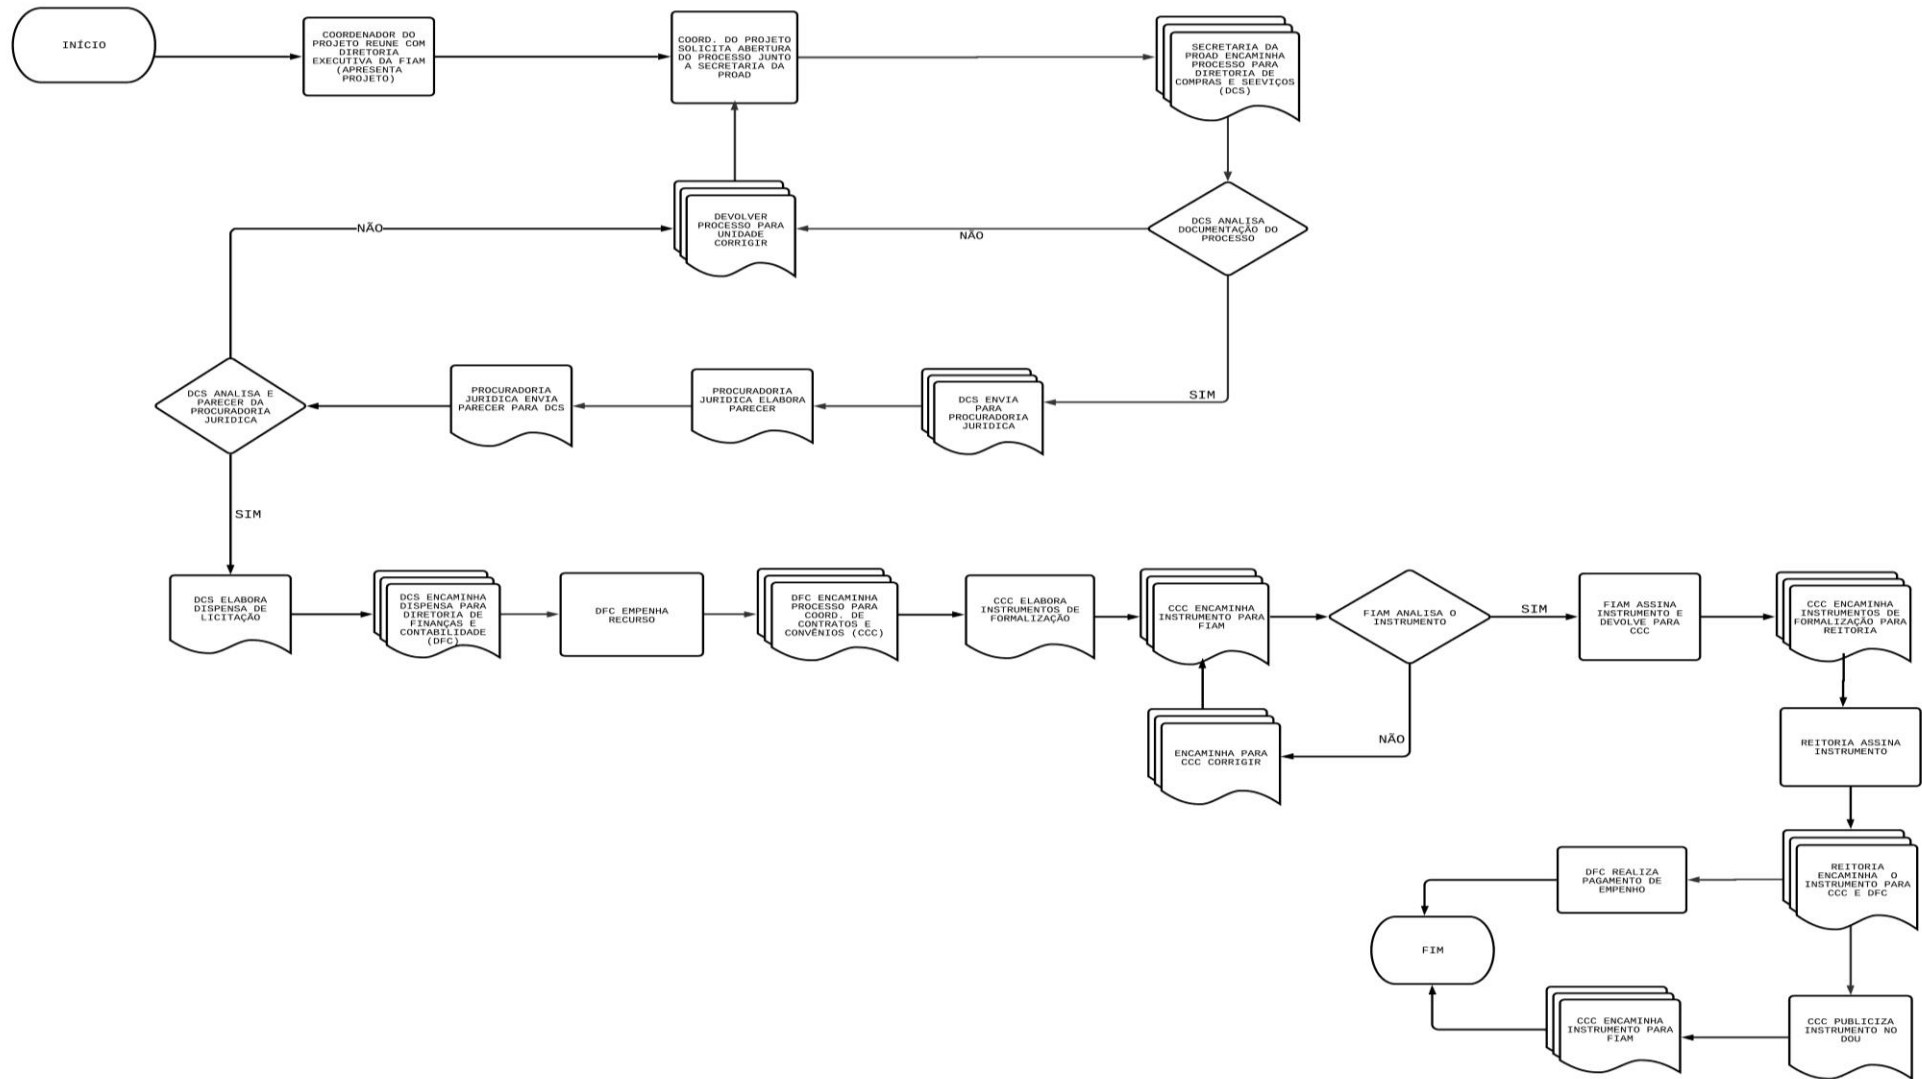 INÍCIO
COORDENADOR DO
PROJETO REUNE COM
DIRETORIA
EXECUTIVA DA FIAM
(APRESENTA
PROJETO)
COORD. DO PROJETO
SOLICITA ABERTURA
DO PROCESSO JUNTO
A SECRETARIA DA
PROAD
SECRETARIA DA
PROAD ENCAMINHA
PROCESSO PARA
DIRETORIA DE
COMPRAS E SEEVIÇOS
(DCS)
DCS ANALISA
DOCUMENTAÇÃO DO
PROCESSO
NÃO
DEVOLVER
PROCESSO PARA
UNIDADE
CORRIGIR
NÃO
SIM
DCS ENVIA
PARA
PROCURADORIA
JURIDICA
PROCURADORIA
JURIDICA ELABORA
PARECER
PROCURADORIA
JURIDICA ENVIA
PARECER PARA DCS
DCS ANALISA E
PARECER DA
PROCURADORIA
JURIDICA
SIM
DCS ELABORA
DISPENSA DE
LICITAÇÃO
DCS ENCAMINHA
DISPENSA PARA
DIRETRIA DE
FINANÇAS E
CONTABILIDADE
(DFC)
DFC EMPENHA
RECURSO
DFC ENCAMINHA
PROCESSO PARA
COORD. DE
CONTRATOS E
CONVÊNIOS (CCC)
CCC ELABORA
INSTRUMENTOS DE
FORMALIZAÇÃO
CCC ENCAMINHA
INSTRUMENTO PARA
FIAM
FIAM ANALISA O
INSTRUMENTO
SIM
FIAM ASSINA
INSTRUMENTO E
DEVOLVE PARA
CCC
CCC ENCAMINHA
INSTRUMENTOS DE
FORMALIZAÇÃO PARA
REITORIA
NÃO
ENCAMINHA PARA
CCC CORRIGIR
REITORIA ASSINA
INSTRUMENTO
REITORIA
ENCAMINHA O
INSTRUMENTO PARA
CCC E DFC
DFC REALIZA
PAGAMENTO DE
EMPENHO
FIM
CCC PUBLICIZA
INSTRUMENTO NO
DOU
CCC ENCAMINHA
INSTRUMENTO PARA
FIAM